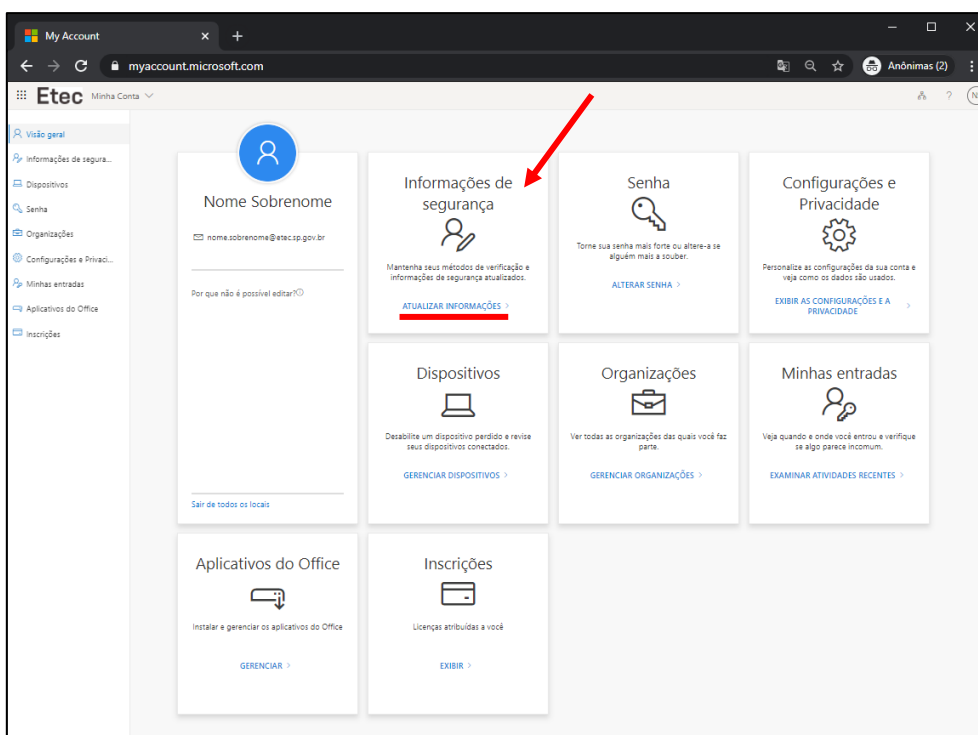 My Account
myaccount.microsoft.com
Anônimas (2)
Etec Minha Conta
?
N
Visão geral
Informações de segura...
Dispositivos
Senha
Organizações
Configurações e Privaci...
Minhas entradas
Aplicativos do Office
Inscrições
Nome Sobrenome
nome.sobrenome@etec.sp.gov.br
Por que não é possível editar?
Sair de todos os locais
Informações de
segurança
Mantenha seus métodos de verificação e
informações de segurança atualizados.
ATUALIZAR INFORMAÇÕES >
Senha
Torne sua senha mais forte ou altere-a se
alguém mais a souber.
ALTERAR SENHA >
Configurações e
Privacidade
Personalize as configurações da sua conta e
veja como os dados são usados.
EXIBIR AS CONFIGURAÇÕES E A
PRIVACIDADE >
Dispositivos
Desabilite um dispositivo perdido e revise
seus dispositivos conectados.
GERENCIAR DISPOSITIVOS >
Organizações
Ver todas as organizações das quais você faz
parte.
GERENCIAR ORGANIZAÇÕES >
Minhas entradas
Veja quando e onde você entrou e verifique
se algo parece incomum.
EXAMINAR ATIVIDADES RECENTES >
Aplicativos do Office
Instalar e gerenciar os aplicativos do Office
GERENCIAR >
Inscrições
Licenças atribuídas a você
EXIBIR >